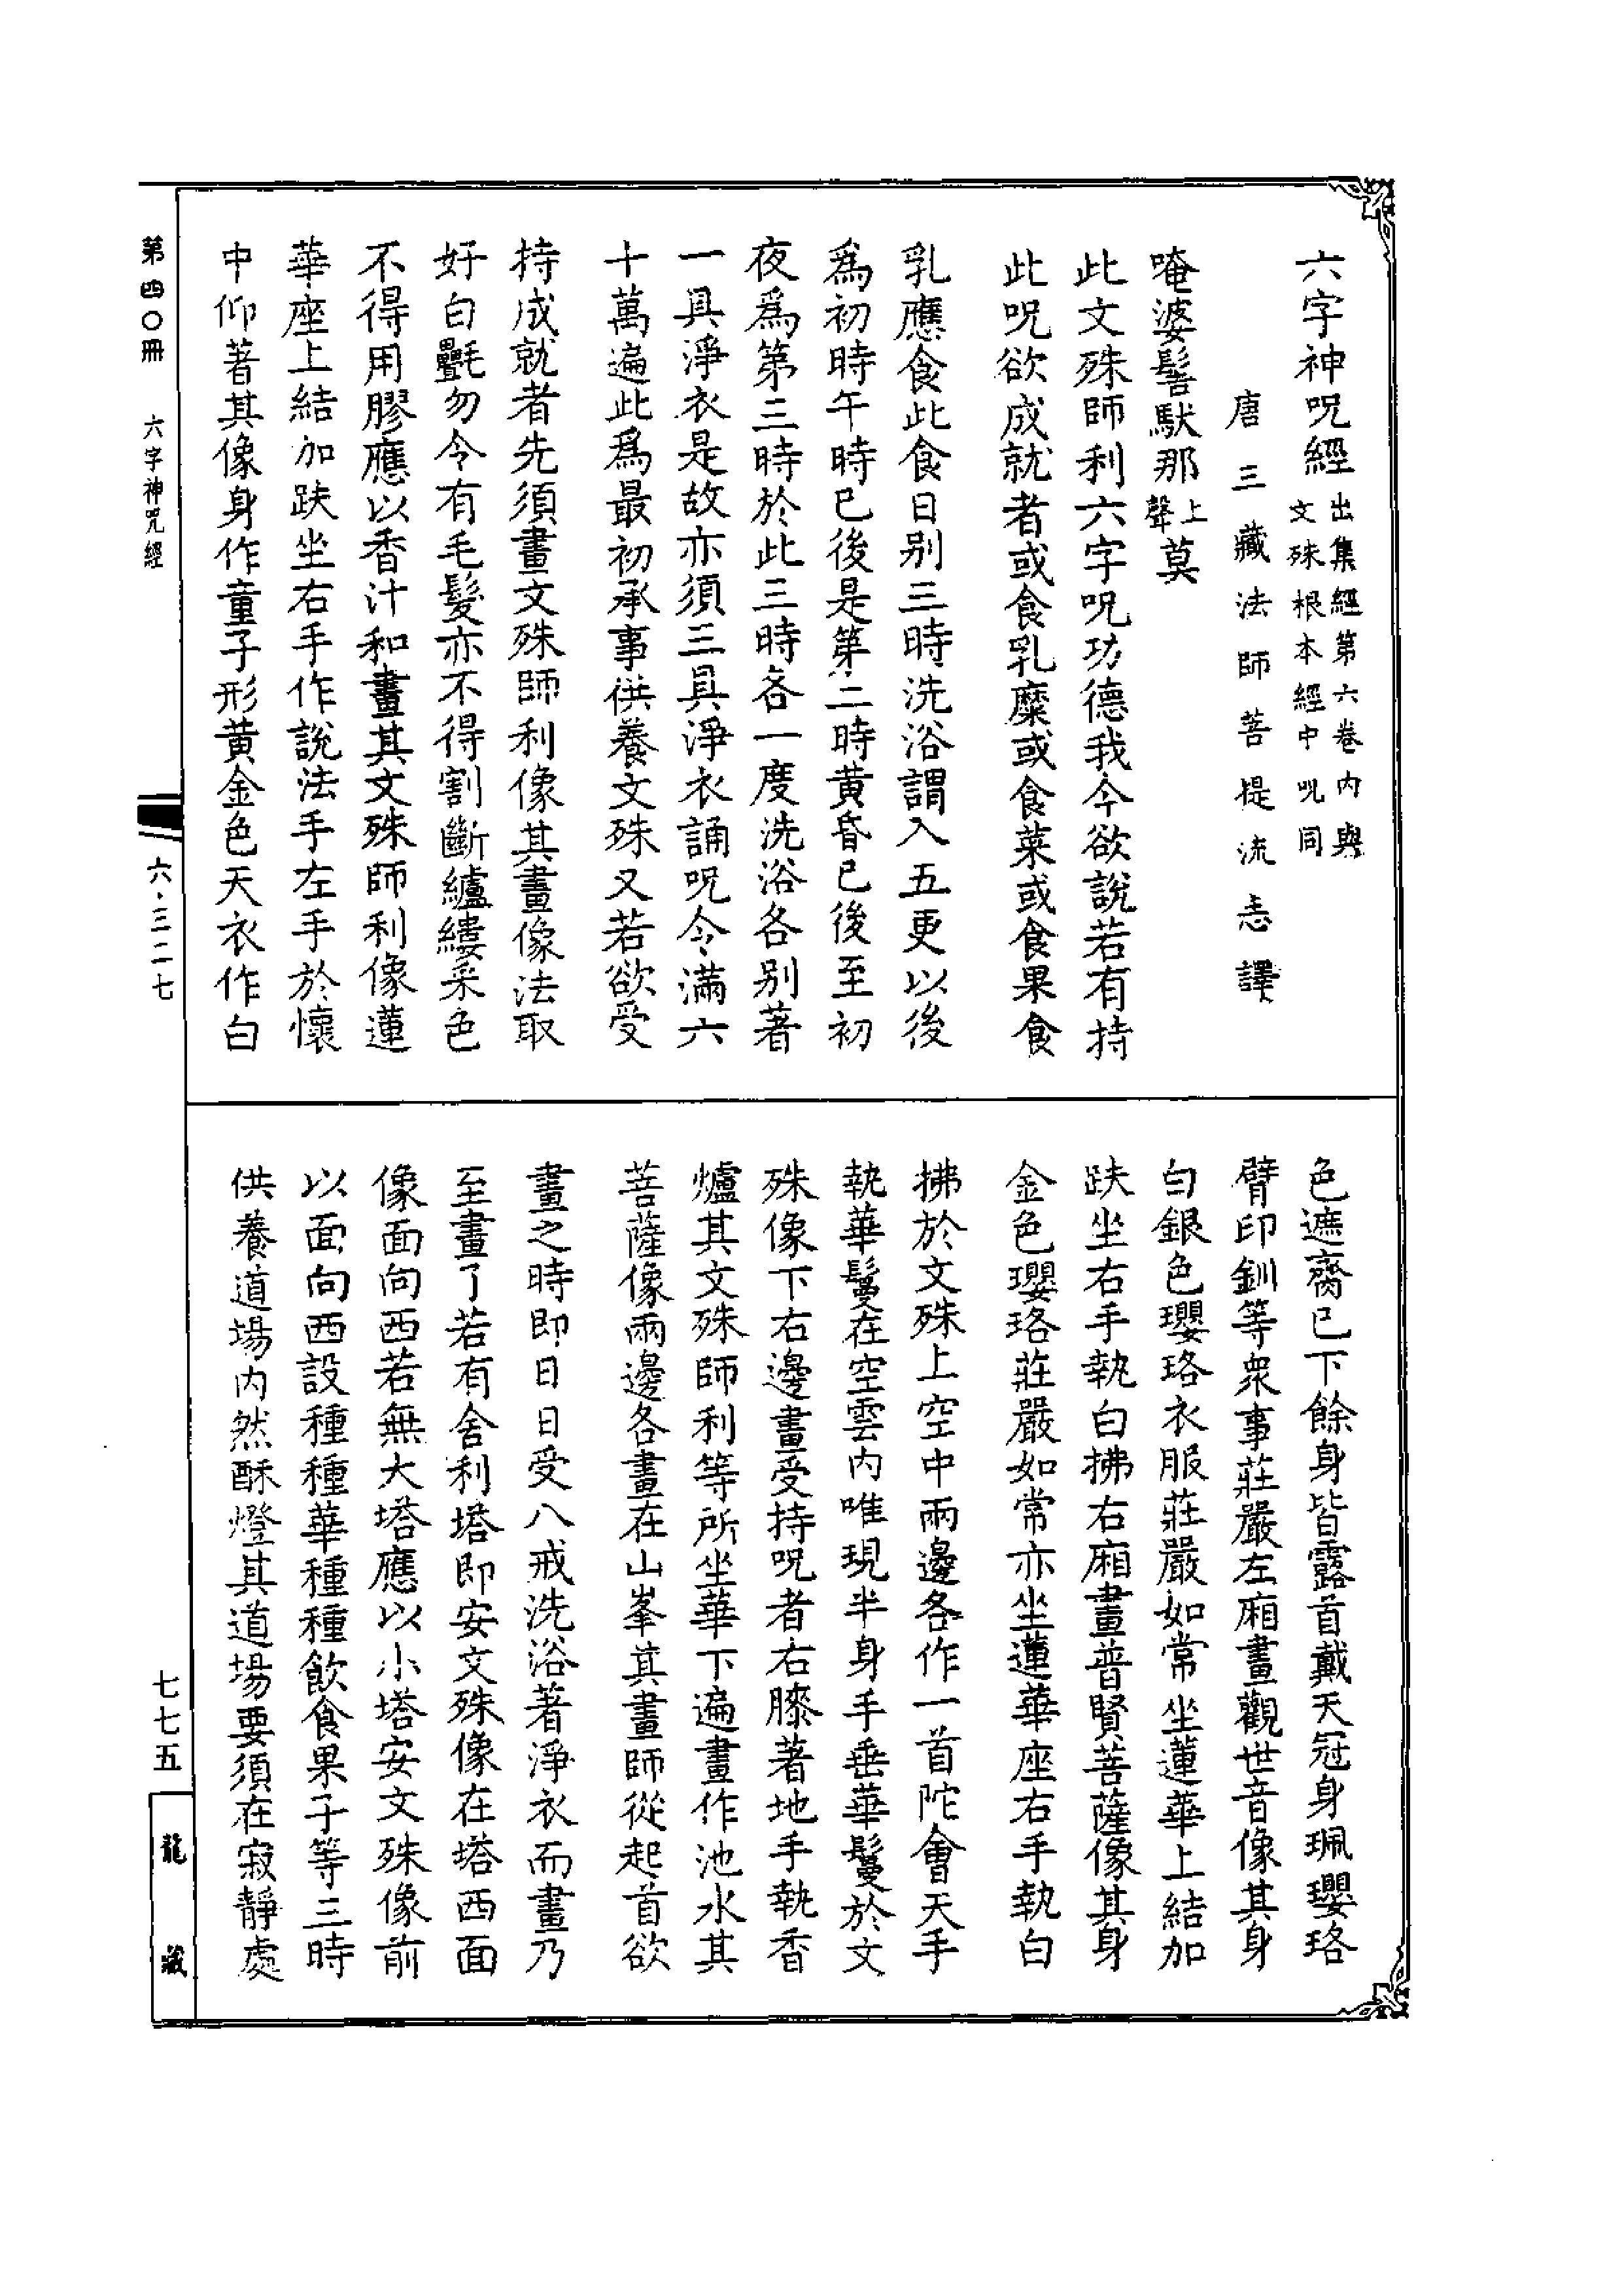 六字神呪經出集經第六卷內與文殊根本經中呪同
唐三藏法師菩提流志譯
唵婆髻馱那上聲莫
此文殊師利六字呪功德我今欲說若有持
此呪欲成就者或食乳糜或食菜或食果食
乳應食此食日別三時洗浴謂入五更以後
爲初時午時已後是第二時黃昏已後至初
夜爲第三時於此三時各一度洗浴各別著
一具淨衣是故亦須三具淨衣誦呪令滿六
十萬遍此爲最初承事供養文殊又若欲受
持成就者先須畫文殊師利像其畫像法取
好白㲲勿令有毛髮亦不得割斷纑縷采色
不得用膠應以香汁和畫其文殊師利像蓮
華座上結加趺坐右手作說法手左手於懷
中仰著其像身作童子形黃金色天衣作白
色遮齎已下餘身皆露首戴天冠身珮瓔珞
臂印釧等衆事莊嚴左廂畫觀世音像其身
白銀色瓔珞衣服莊嚴如常坐蓮華上結加
趺坐右手執白拂右廂畫普賢菩薩像其身
金色瓔珞莊嚴如常亦坐蓮華座右手執白
拂於文殊上空中兩邊各作一首陀會天手
執華鬘在空雲內唯現半身手垂華鬘於文
殊像下右邊畫受持呪者右膝著地手執香
爐其文殊師利等所坐華下遍畫作池水其
菩薩像兩邊各畫在山峯其畫師從起首欲
畫之時即日日受八戒洗浴著淨衣而畫乃
至畫了若有舍利塔即安文殊像在塔西面
像面向西若無大塔應以小塔安文殊像前
以面向西設種種華種種飲食果子等三時
供養道場內然酥燈其道場要須在寂靜處
第四〇冊 六字神咒經
六·三二七
七七五
龍藏